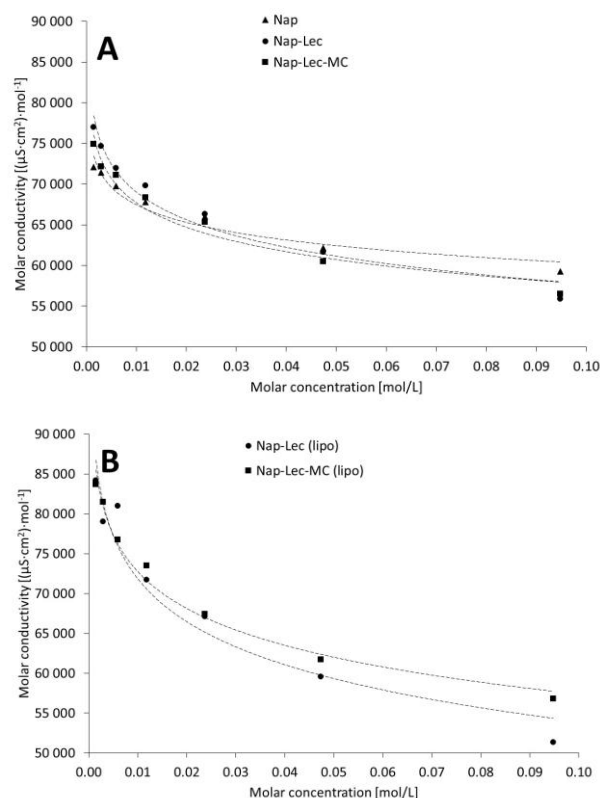 A
▲ Nap
● Nap-Lec
■ Nap-Lec-MC
Molar conductivity [(µS·cm²)·mol⁻¹]
90 000
85 000
80 000
75 000
70 000
65 000
60 000
55 000
50 000
0.00 0.01 0.02 0.03 0.04 0.05 0.06 0.07 0.08 0.09 0.10
Molar concentration [mol/L]
B
● Nap-Lec (lipo)
■ Nap-Lec-MC (lipo)
Molar conductivity [(µS·cm²)·mol⁻¹]
90 000
85 000
80 000
75 000
70 000
65 000
60 000
55 000
50 000
0.00 0.01 0.02 0.03 0.04 0.05 0.06 0.07 0.08 0.09 0.10
Molar concentration [mol/L]